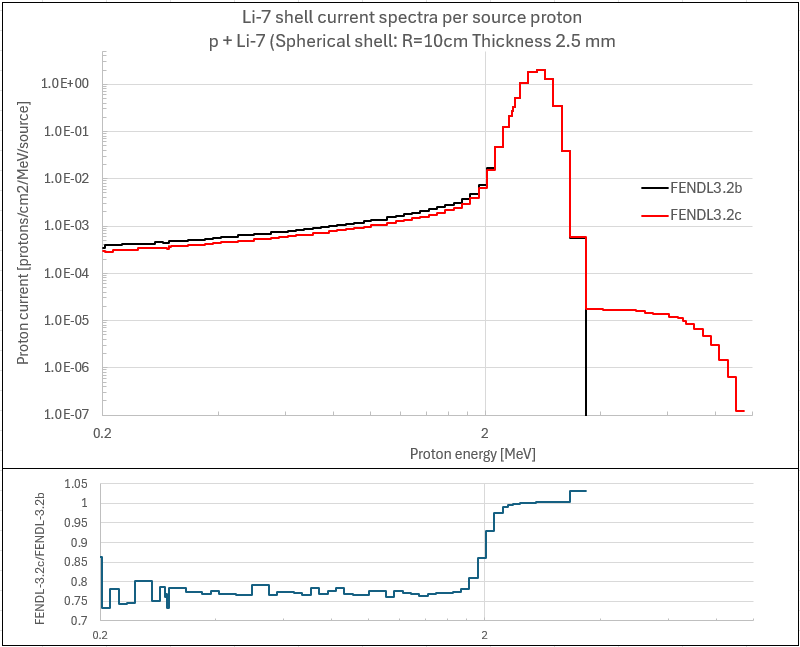 Li-7 shell current spectra per source proton
p + Li-7 (Spherical shell: R=10cm Thickness 2.5 mm
Proton current [protons/cm2/MeV/source]
1.0E+00
1.0E-01
1.0E-02
1.0E-03
1.0E-04
1.0E-05
1.0E-06
1.0E-07
FENDL3.2b
FENDL3.2c
0.2
2
Proton energy [MeV]
FENDL-3.2c/FENDL-3.2b
1.05
1
0.95
0.9
0.85
0.8
0.75
0.7
0.2
2